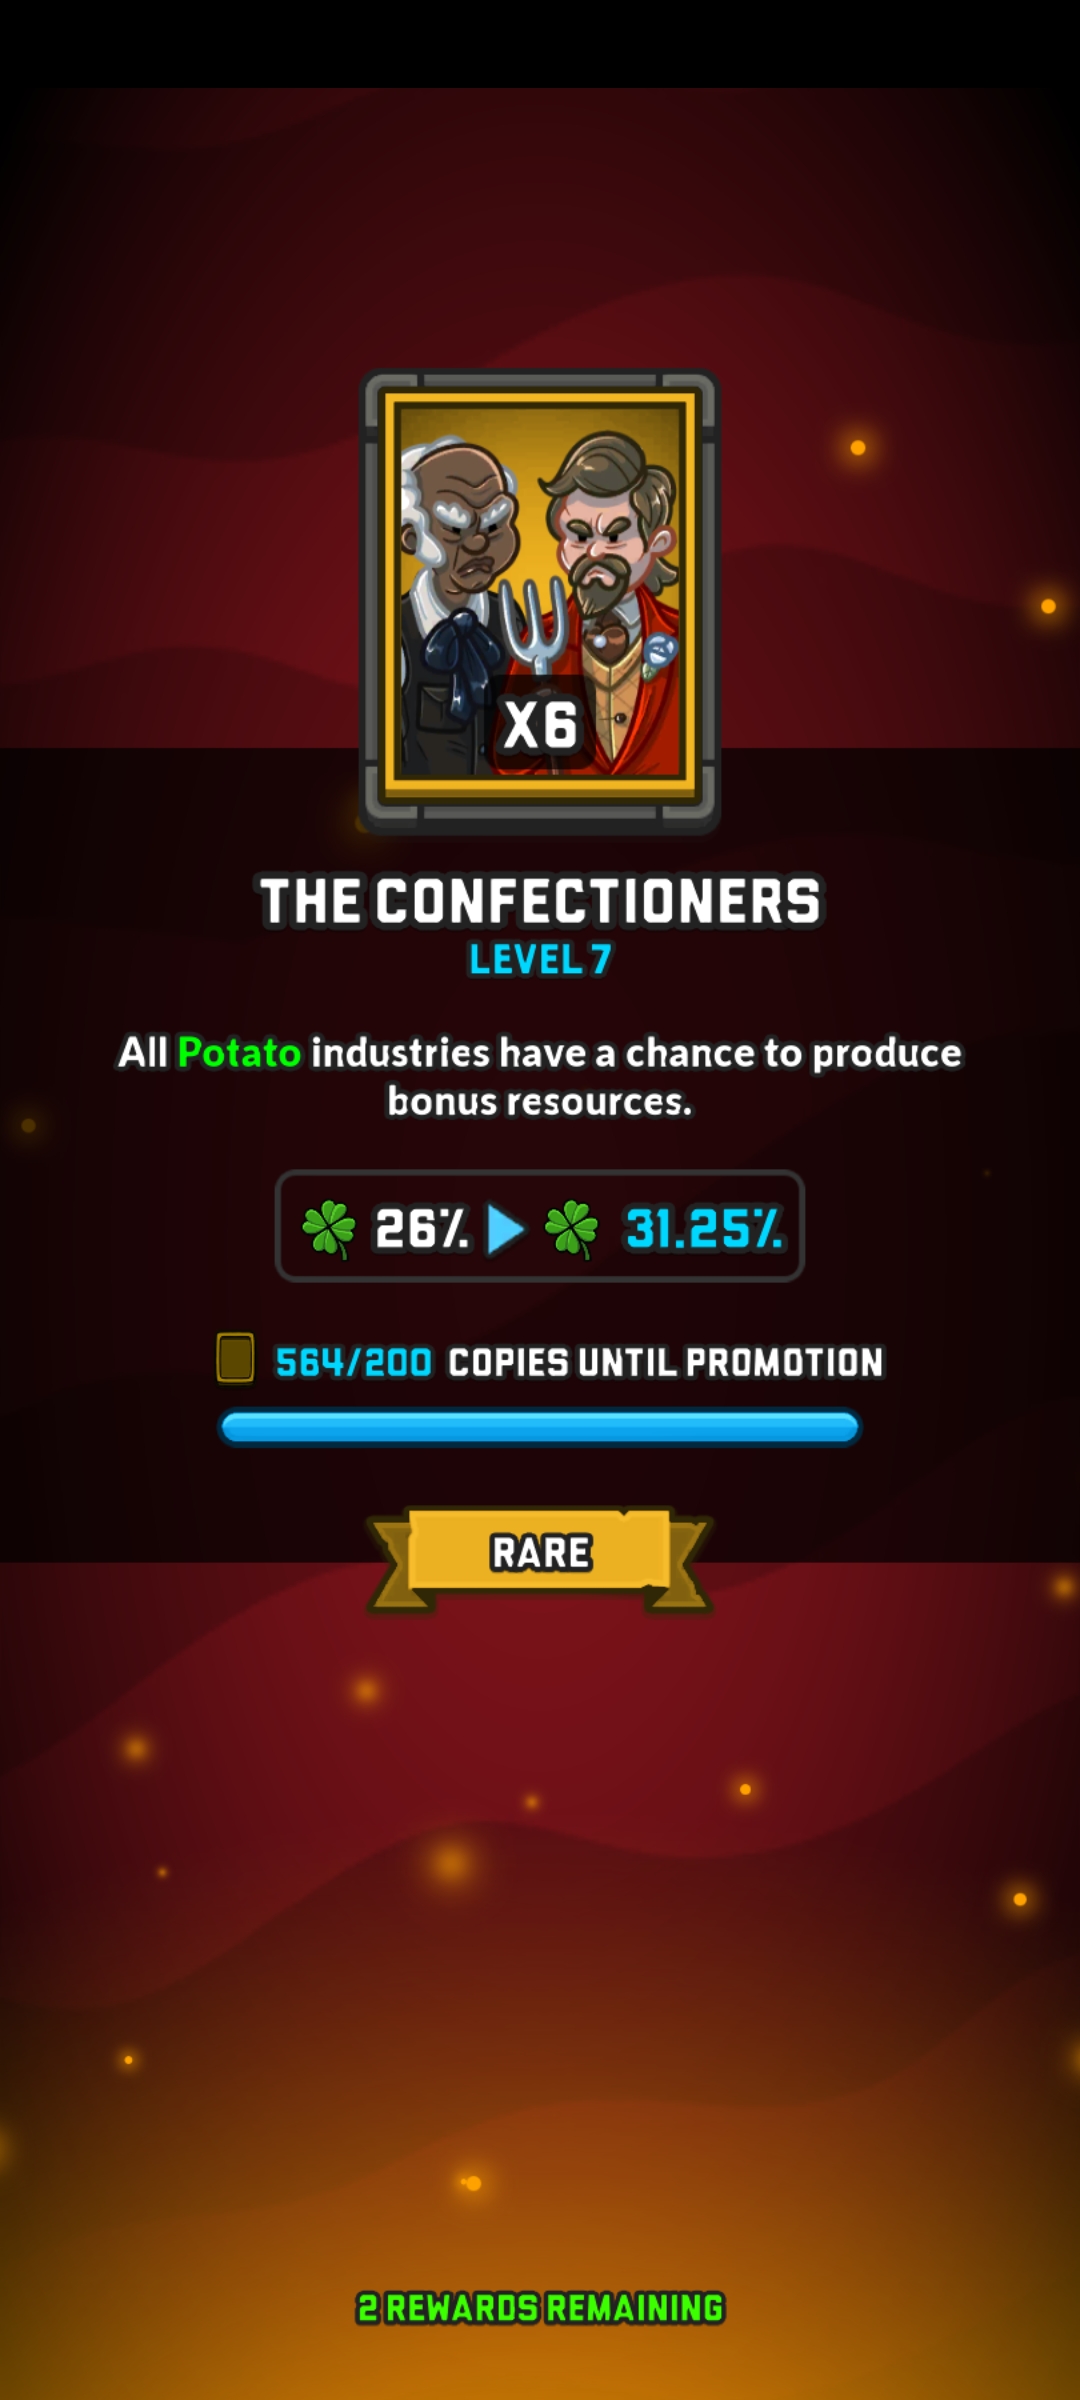 X6
THE CONFECTIONERS
LEVEL 7
All Potato industries have a chance to produce
bonus resources.
26% 31.25%
564/200 COPIES UNTIL PROMOTION
RARE
2 REWARDS REMAINING